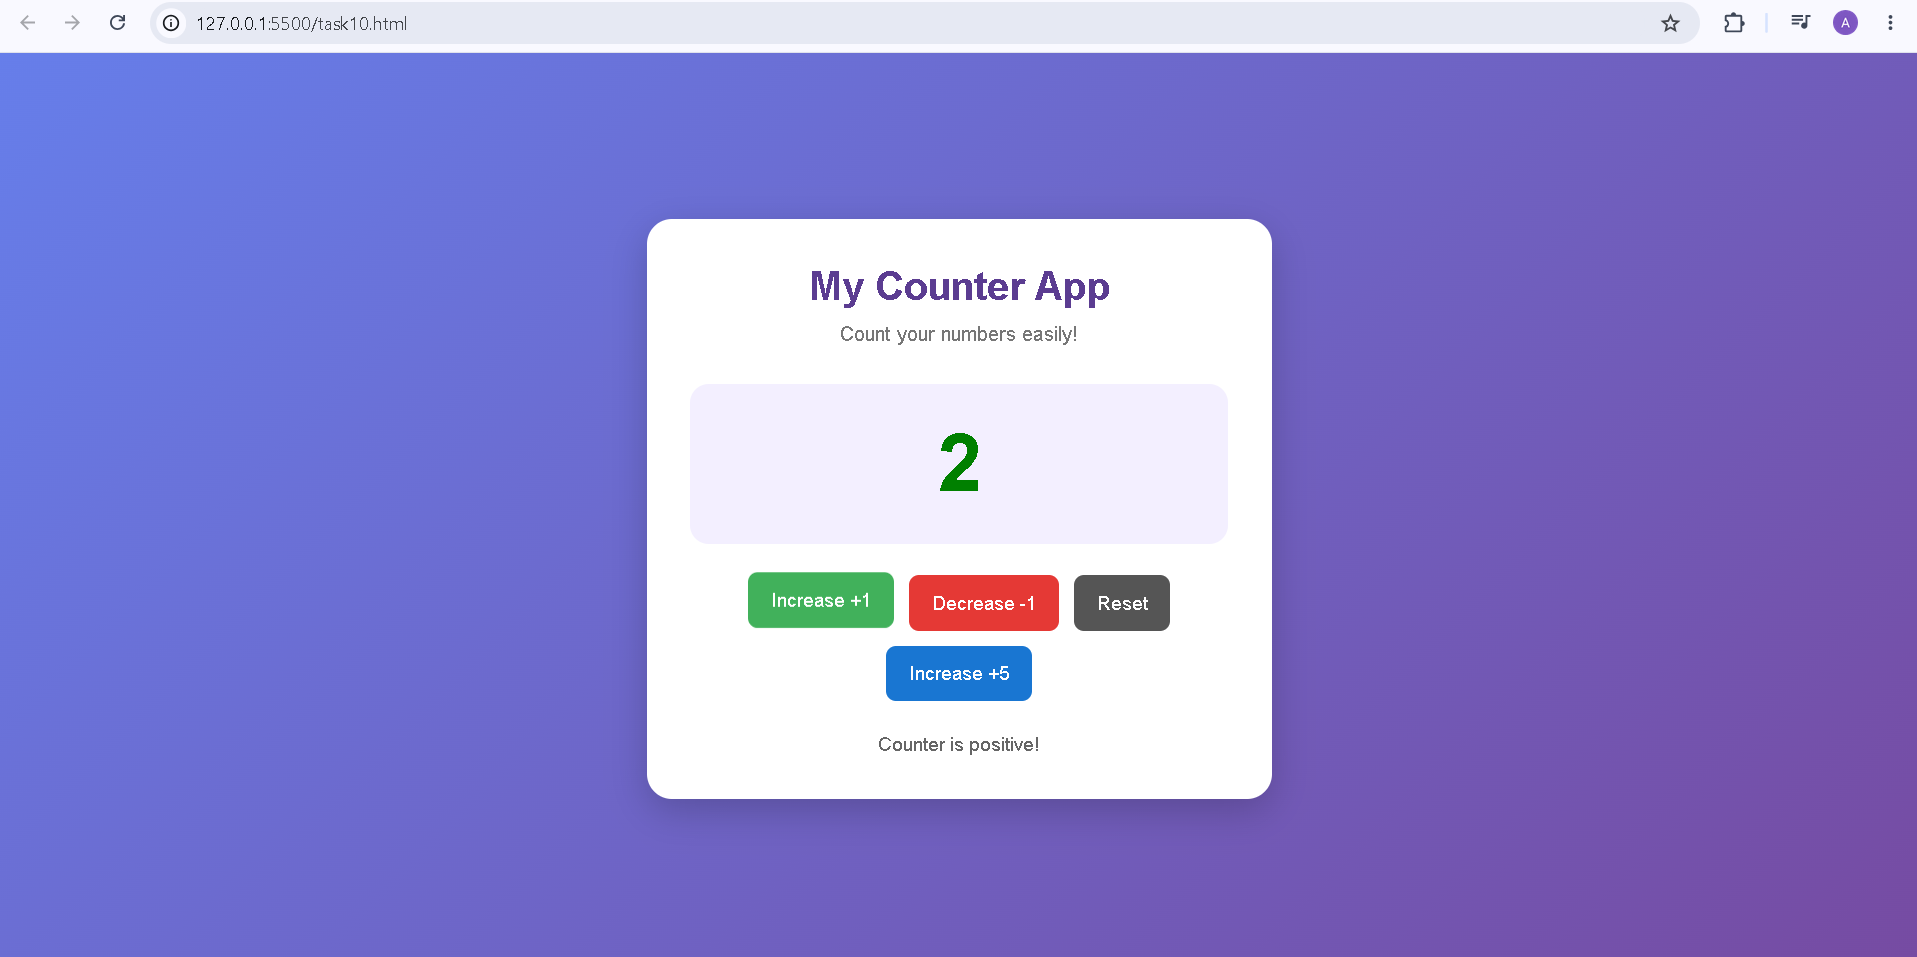 127.0.0.1:5500/task10.html
A
My Counter App
Count your numbers easily!
2
Increase +1 Decrease -1 Reset
Increase +5
Counter is positive!